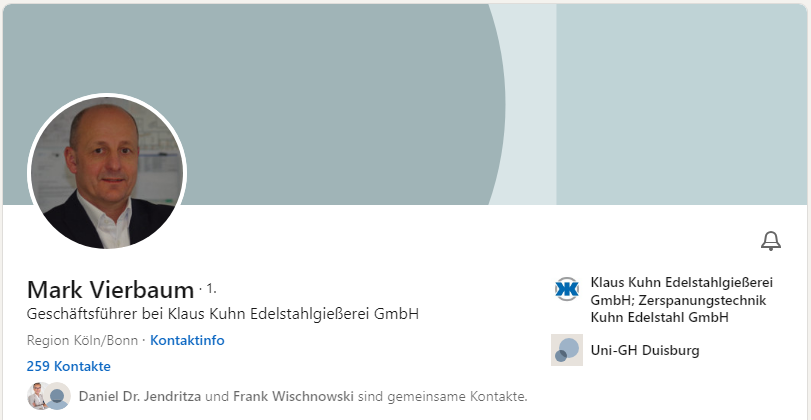 Mark Vierbaum · 1.
Geschäftsführer bei Klaus Kuhn Edelstahlgießerei GmbH
Region Köln/Bonn · Kontaktinfo
259 Kontakte
Daniel Dr. Jendritza und Frank Wischnowski sind gemeinsame Kontakte.
Klaus Kuhn Edelstahlgießerei
GmbH; Zerspanungstechnik
Kuhn Edelstahl GmbH
Uni-GH Duisburg